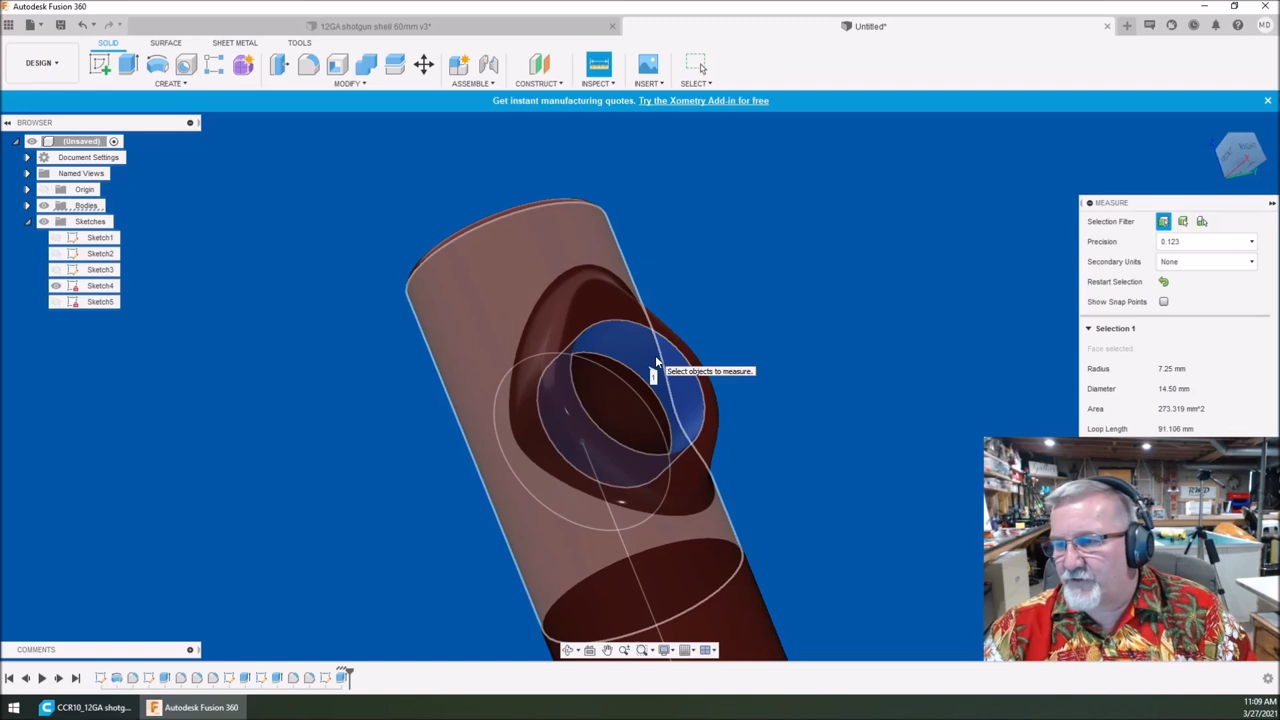 Autodesk Fusion 360
12GA shotgun shell 60mm v3*
Untitled*
MD
DESIGN
SOLID SURFACE SHEET METAL TOOLS
CREATE MODIFY ASSEMBLE CONSTRUCT INSPECT INSERT SELECT
Get instant manufacturing quotes. Try the Xometry Add-in for free
BROWSER
(Unsaved)
Document Settings
Named Views
Origin
Bodies
Sketches
Sketch1
Sketch2
Sketch3
Sketch4
Sketch5
RIGHT
MEASURE
Selection Filter
Precision 0.123
Secondary Units None
Restart Selection
Show Snap Points
Selection 1
Face selected
Radius 7.25 mm
Diameter 14.50 mm
Area 273.319 mm^2
Loop Length 91.106 mm
1
Select objects to measure.
COMMENTS
CCR10_12GA shotg...
Autodesk Fusion 360
11:09 AM
3/27/2021